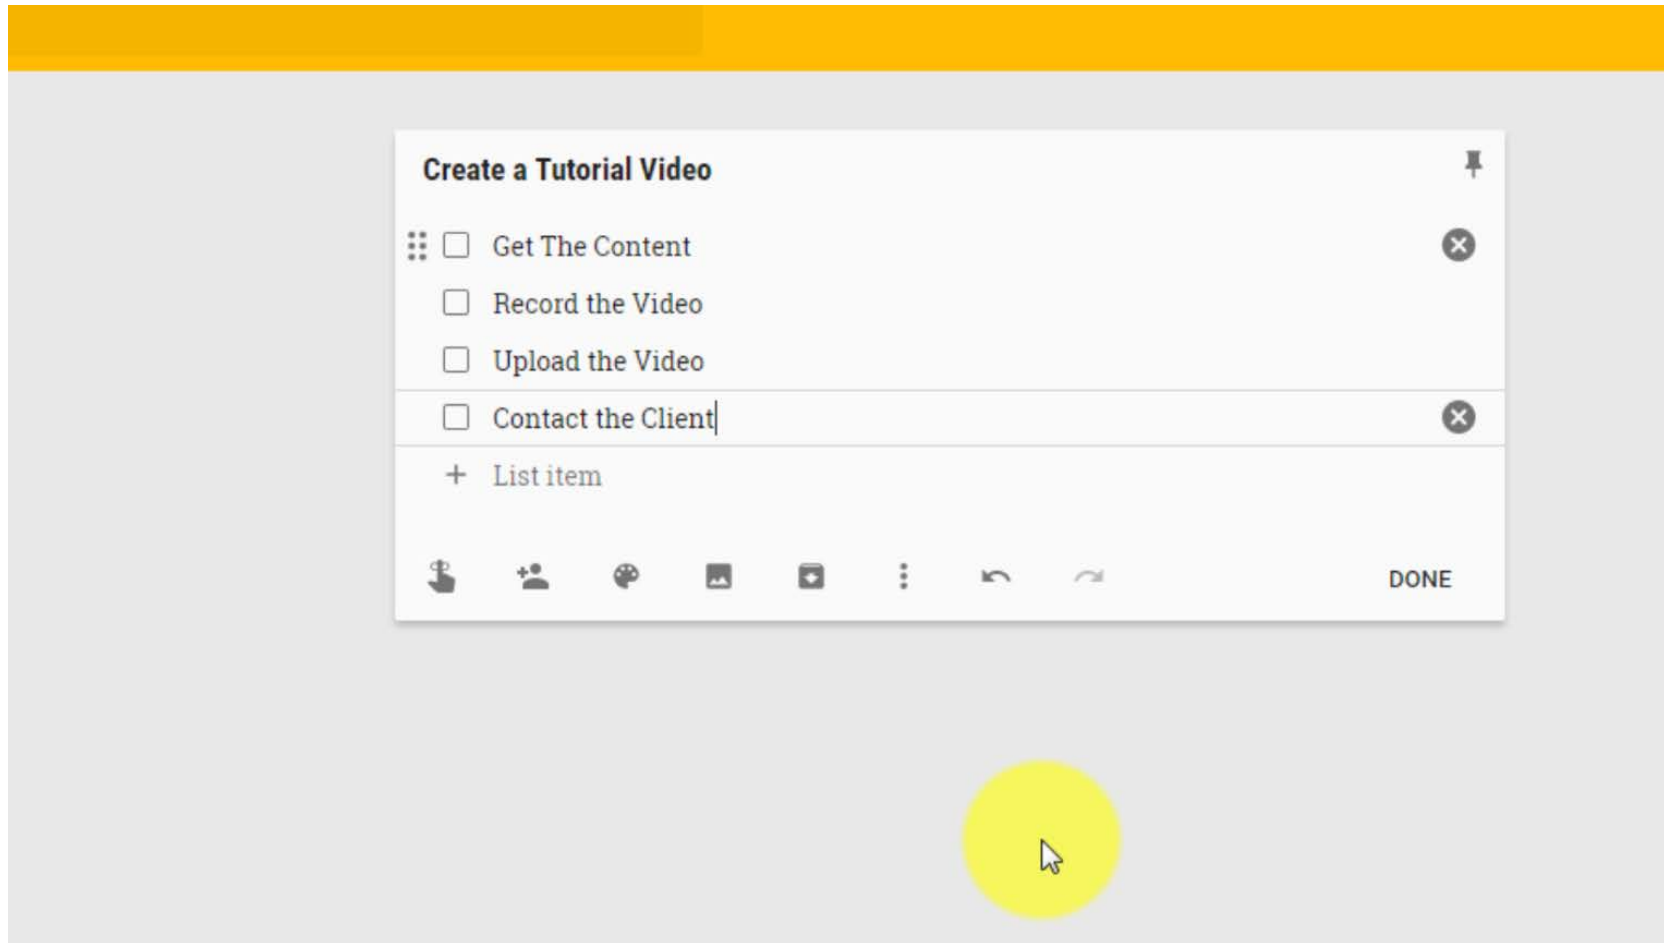 Create a Tutorial Video
Get The Content
Record the Video
Upload the Video
Contact the Client
List item
DONE